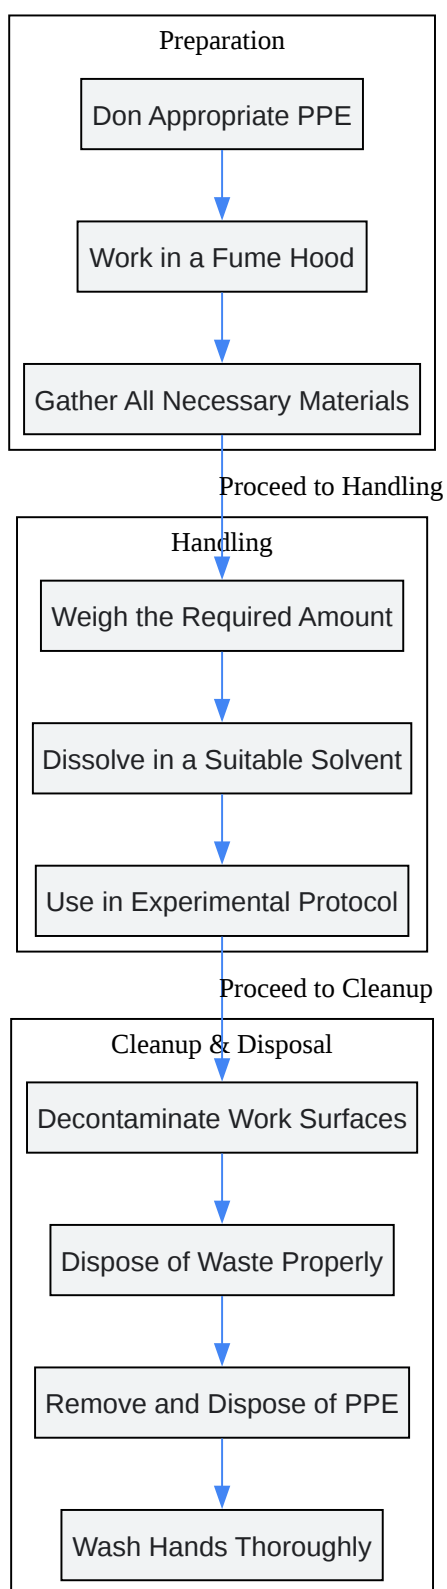 Preparation
Don Appropriate PPE
Work in a Fume Hood
Gather All Necessary Materials
Proceed to Handling
Handling
Weigh the Required Amount
Dissolve in a Suitable Solvent
Use in Experimental Protocol
Proceed to Cleanup
Cleanup & Disposal
Decontaminate Work Surfaces
Dispose of Waste Properly
Remove and Dispose of PPE
Wash Hands Thoroughly